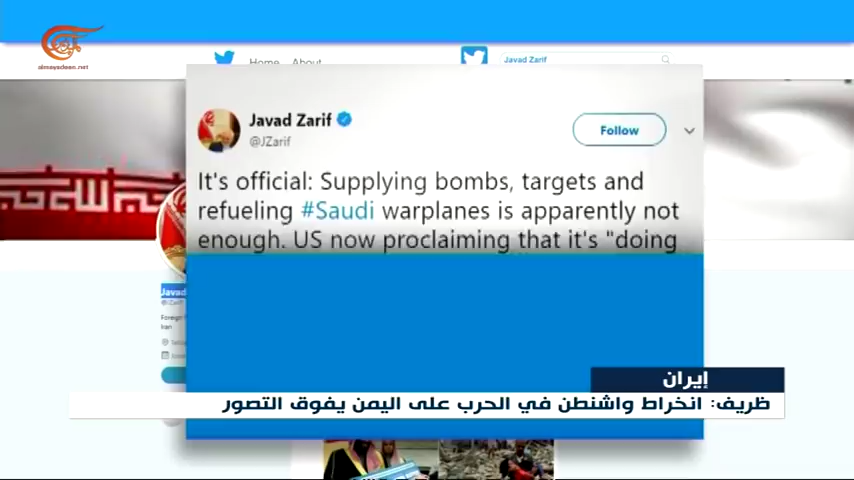 almayadeen.net
Home About
Javad Zarif
Javad Zarif
@JZarif
Follow
It's official: Supplying bombs, targets and
refueling #Saudi warplanes is apparently not
enough. US now proclaiming that it's "doing
Javad
Iran
إيران
ظريف: انخراط واشنطن في الحرب على اليمن يفوق التصور